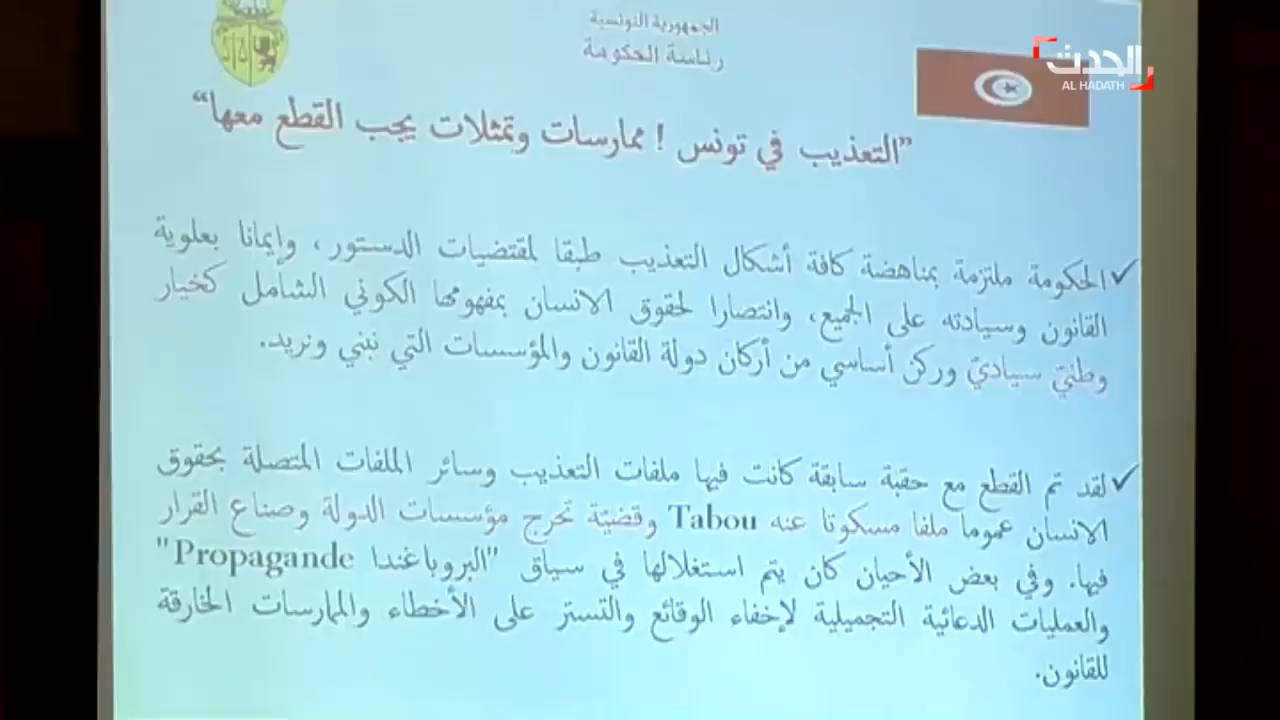 الجمهورية التونسية
رئاسة الحكومة
الحدث
AL HADATH
"التعذيب في تونس ! ممارسات وتمثلات يجب القطع معها"
✓الحكومة ملتزمة بمناهضة كافة أشكال التعذيب طبقا لمقتضيات الدستور، وإيمانا بعلوية
القانون وسيادته على الجميع، وانتصارا لحقوق الانسان بمفهومها الكوني الشامل كخيار
وطنيّ سياديّ وركن أساسي من أركان دولة القانون والمؤسسات التي نبني ونريد.
✓لقد تم القطع مع حقبة سابقة كانت فيها ملفات التعذيب وسائر الملفات المتصلة بحقوق
الانسان عموما ملفا مسكوتا عنه Tabou وقضيّة تحرج مؤسسات الدولة وصناع القرار
فيها. وفي بعض الأحيان كان يتم استغلالها في سياق "البروباغندا Propagande"
والعمليات الدعائية التجميلية لإخفاء الوقائع والتستر على الأخطاء والممارسات الخارقة
للقانون.